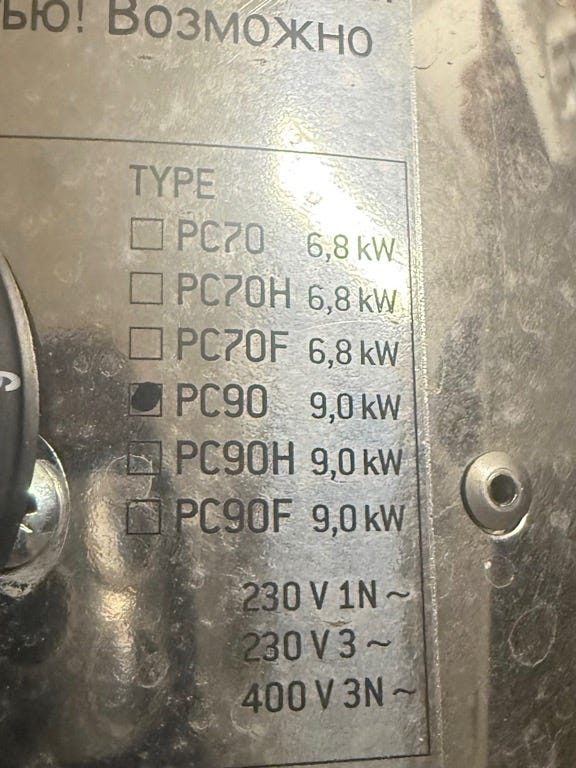 ! Возможно
TYPE
PC70 6,8 kW
PC70H 6,8 kW
PC70F 6,8 kW
PC90 9,0 kW
PC90H 9,0 kW
PC90F 9,0 kW
230 V 1N ~
230 V 3 ~
400 V 3N ~